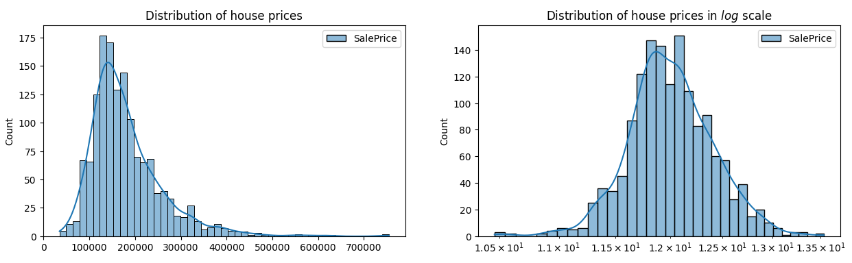 Distribution of house prices
SalePrice
Count
175
150
125
100
75
50
25
0
0 100000 200000 300000 400000 500000 600000 700000
Distribution of house prices in log scale
SalePrice
Count
140
120
100
80
60
40
20
0
1.05 × 10¹ 1.1 × 10¹ 1.15 × 10¹ 1.2 × 10¹ 1.25 × 10¹ 1.3 × 10¹ 1.35 × 10¹